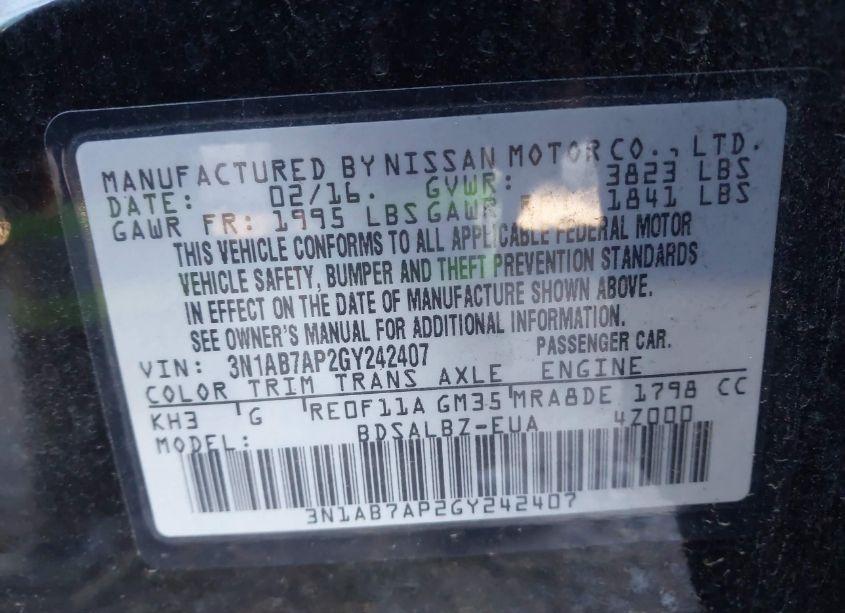 MANUFACTURED BY NISSAN MOTOR CO., LTD.
DATE: 02/16. GVWR: 3823 LBS
GAWR FR: 1995 LBS GAWR 1841 LBS
THIS VEHICLE CONFORMS TO ALL APPLICABLE FEDERAL MOTOR
VEHICLE SAFETY, BUMPER AND THEFT PREVENTION STANDARDS
IN EFFECT ON THE DATE OF MANUFACTURE SHOWN ABOVE.
SEE OWNER'S MANUAL FOR ADDITIONAL INFORMATION.
VIN: 3N1AB7AP2GY242407 PASSENGER CAR.
COLOR TRIM TRANS AXLE ENGINE
KH3 G RE0F11A GM35 MRA8DE 1798 CC
MODEL: BDSALBZ-EUA 4Z000
3N1AB7AP2GY242407